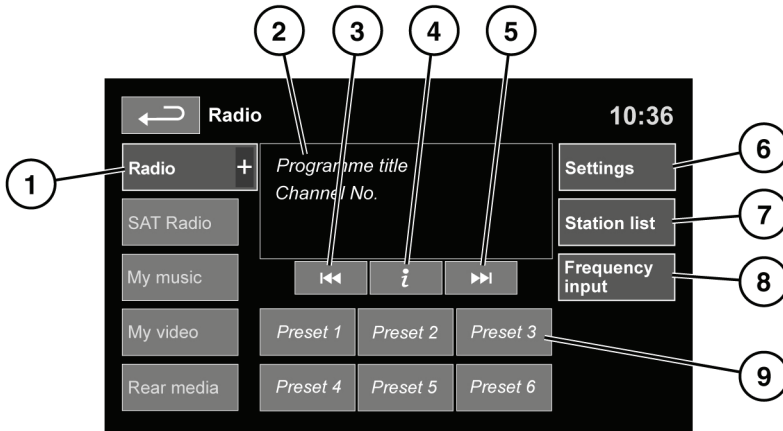 2 3 4 5
Radio 10:36
1
Radio +
Programme title
Channel No.
Settings
6
SAT Radio
Station list
7
My music
i
Frequency
input
8
My video
Preset 1 Preset 2 Preset 3
9
Rear media
Preset 4 Preset 5 Preset 6